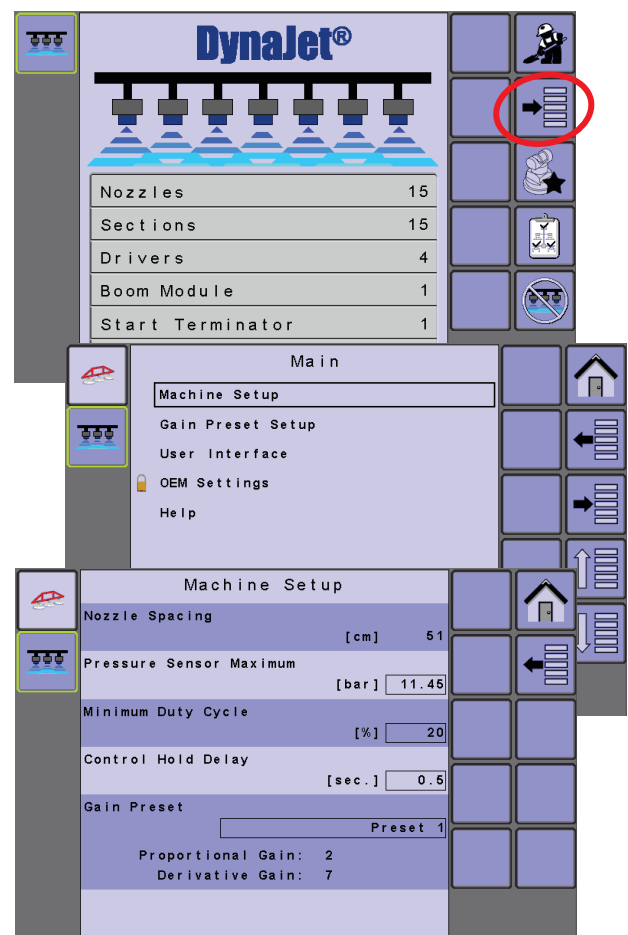 DynaJet®
Nozzles 15
Sections 15
Drivers 4
Boom Module 1
Start Terminator 1
Main
Machine Setup
Gain Preset Setup
User Interface
OEM Settings
Help
Machine Setup
Nozzle Spacing
[cm] 51
Pressure Sensor Maximum
[bar] 11.45
Minimum Duty Cycle
[%] 20
Control Hold Delay
[sec.] 0.5
Gain Preset
Preset 1
Proportional Gain: 2
Derivative Gain: 7